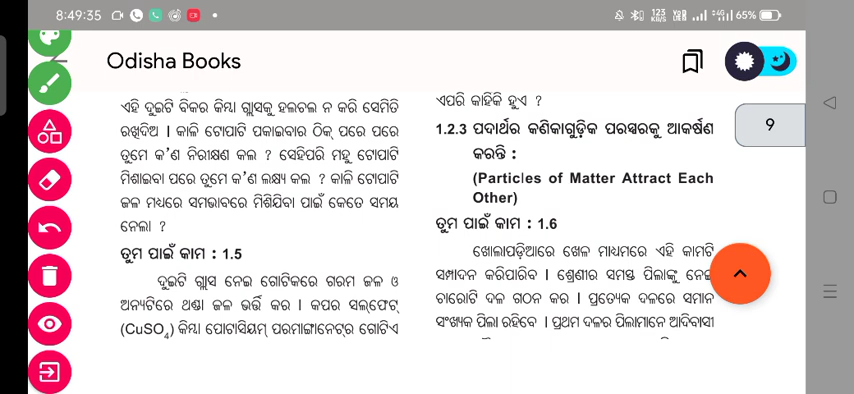 8:49:35
123 KB/S
4G
65%
Odisha Books
9
ଏହି ଦୁଇଟି ବିକର କିମ୍ବା ଗ୍ଲାସକୁ ହଲଚଲ ନ କରି ସେମିତି
ରଖିଦିଅ । କାଳି ଟୋପାଟି ପକାଇବାର ଠିକ୍ ପରେ ପରେ
ତୁମେ କ'ଣ ନିରୀକ୍ଷଣ କଲ ? ସେହିପରି ମହୁ ଟୋପାଟି
ମିଶାଇବା ପରେ ତୁମେ କ'ଣ ଲକ୍ଷ୍ୟ କଲ ? କାଳି ଟୋପାଟି
ଜଳ ମଧ୍ୟରେ ସମଭାବରେ ମିଶିଯିବା ପାଇଁ କେତେ ସମୟ
ନେଲା ?
ତୁମ ପାଇଁ କାମ : 1.5
ଦୁଇଟି ଗ୍ଲାସ ନେଇ ଗୋଟିକରେ ଗରମ ଜଳ ଓ
ଅନ୍ୟଟିରେ ଥଣ୍ଡା ଜଳ ଭର୍ତ୍ତି କର । କପର ସଲ୍‌ଫେଟ୍
(CuSO₄) କିମ୍ବା ପୋଟାସିୟମ୍ ପରମାଙ୍ଗାନେଟ୍‌ର ଗୋଟିଏ
ଏପରି କାହିଁକି ହୁଏ ?
1.2.3 ପଦାର୍ଥର କଣିକାଗୁଡ଼ିକ ପରସ୍ପରକୁ ଆକର୍ଷଣ
କରନ୍ତି :
(Particles of Matter Attract Each
Other)
ତୁମ ପାଇଁ କାମ : 1.6
ଖୋଲାପଡ଼ିଆରେ ଖେଳ ମାଧ୍ୟମରେ ଏହି କାମଟି
ସମ୍ପାଦନ କରିପାରିବ । ଶ୍ରେଣୀର ସମସ୍ତ ପିଲାଙ୍କୁ ନେଇ
ଚାରୋଟି ଦଳ ଗଠନ କର । ପ୍ରତ୍ୟେକ ଦଳରେ ସମାନ
ସଂଖ୍ୟକ ପିଲା ରହିବେ । ପ୍ରଥମ ଦଳର ପିଲାମାନେ ଆଦିବାସୀ